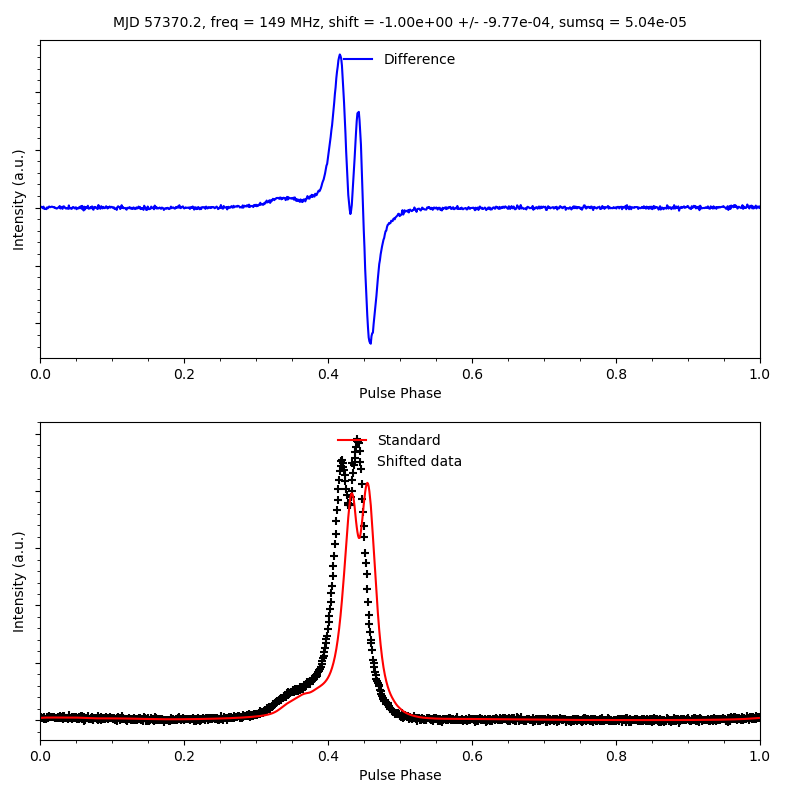 MJD 57370.2, freq = 149 MHz, shift = -1.00e+00 +/- -9.77e-04, sumsq = 5.04e-05
Difference
Intensity (a.u.)
0.0 0.2 0.4 0.6 0.8 1.0
Pulse Phase
Standard
Shifted data
Intensity (a.u.)
0.0 0.2 0.4 0.6 0.8 1.0
Pulse Phase